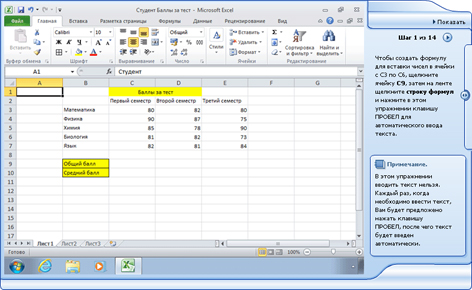 Студент Баллы за тест – Microsoft Excel
Показать
Файл Главная Вставка Разметка страницы Формулы Данные Рецензирование Вид
Шаг 1 из 14
Вставить
Calibri 10
Общий
Стили
Вставить
Удалить
Формат
Сортировка и фильтр
Найти и выделить
Буфер обмена Шрифт Выравнивание Число Ячейки Редактирование
A1 Студент
A B C D E F G H I
1 Баллы за тест
2 Первый семестр Второй семестр Третий семестр
3 Математика 80 82 80
4 Физика 90 87 75
5 Химия 85 78 90
6 Биология 81 82 73
7 Язык 82 81 84
8
9 Общий балл
10 Средний балл
11
12
13
14
15
16
17
Лист1 Лист2 Лист3
Готово 100%
Чтобы создать формулу
для вставки чисел в ячейки
с C3 по C6, щелкните
ячейку C9, затем на ленте
щелкните строку формул
и нажмите в этом
упражнении клавишу
ПРОБЕЛ для
автоматического ввода
текста.
Примечание.
В этом упражнении
вводить текст нельзя.
Каждый раз, когда
необходимо ввести текст,
Вам будет предложено
нажать клавишу
ПРОБЕЛ, после чего текст
будет введен
автоматически.